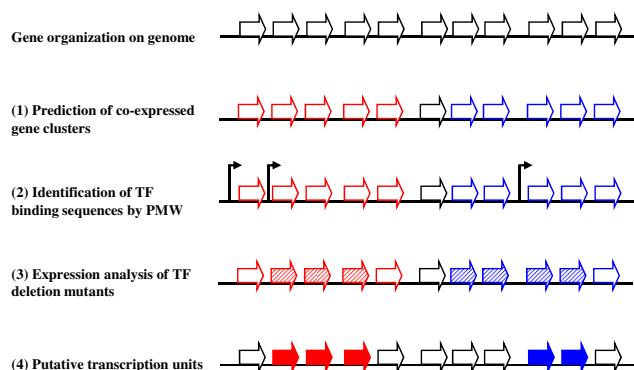 Gene organization on genome
(1) Prediction of co-expressed
gene clusters
(2) Identification of TF
binding sequences by PMW
(3) Expression analysis of TF
deletion mutants
(4) Putative transcription units